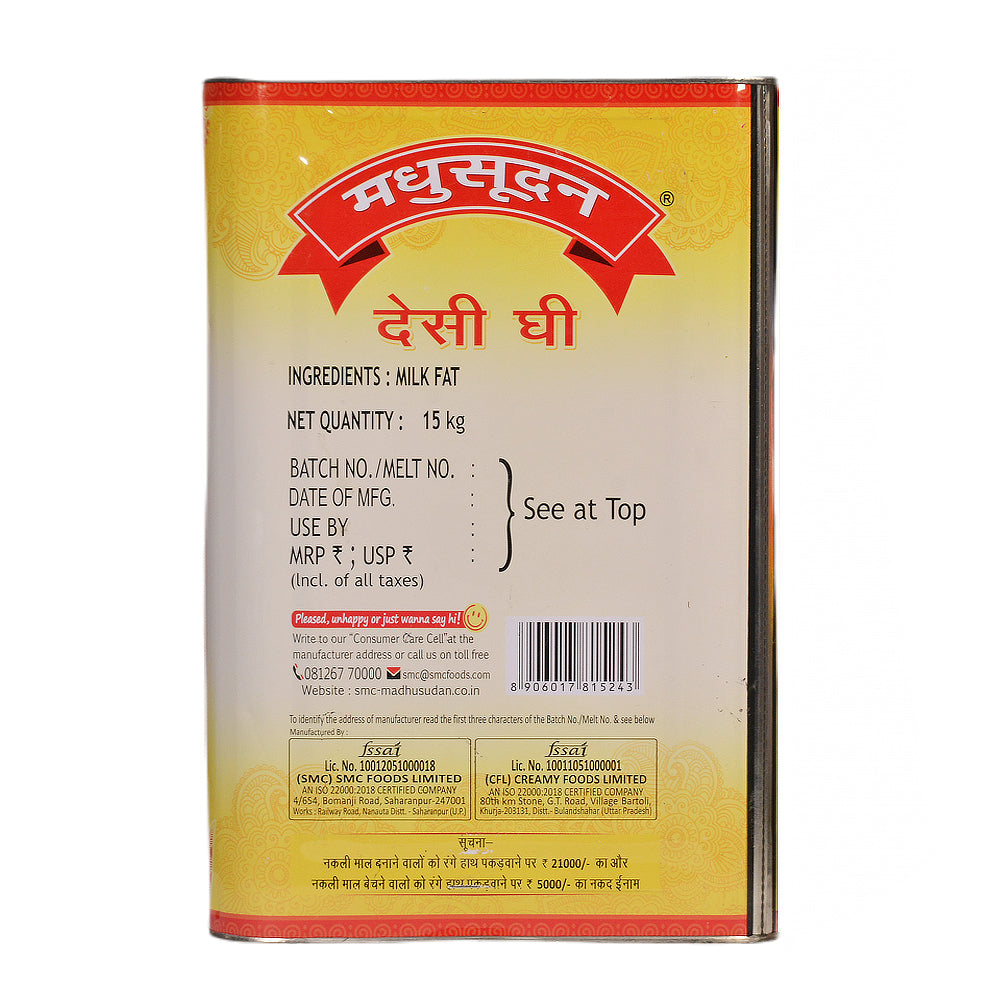 मधुसूदन ®
देसी घी
INGREDIENTS : MILK FAT
NET QUANTITY : 15 kg
BATCH NO./MELT NO. :
DATE OF MFG. :
USE BY :
MRP ₹ ; USP ₹ :
(Incl. of all taxes)
See at Top
Pleased, unhappy or just wanna say hi!
Write to our "Consumer Care Cell"at the
manufacturer address or call us on toll free
081267 70000 smc@smcfoods.com
Website : smc-madhusudan.co.in
8 906017 815243
To identify the address of manufacturer read the first three characters of the Batch No./Melt No. & see below
Manufactured By :
fssai
Lic. No. 10012051000018
(SMC) SMC FOODS LIMITED
AN ISO 22000:2018 CERTIFIED COMPANY
4/654, Bomanji Road, Saharanpur-247001
Works : Railway Road, Nanauta Distt. - Saharanpur (U.P.)
fssai
Lic. No. 10011051000001
(CFL) CREAMY FOODS LIMITED
AN ISO 22000:2018 CERTIFIED COMPANY
80th km Stone, G.T. Road, Village Bartoli,
Khurja-203131, Distt.- Bulandshahar (Uttar Pradesh)
सूचना–
नकली माल बनाने वालों को रंगे हाथ पकड़वाने पर ₹ 21000/- का और
नकली माल बेचने वालो को रंगे हाथ पकड़वाने पर ₹ 5000/- का नकद ईनाम